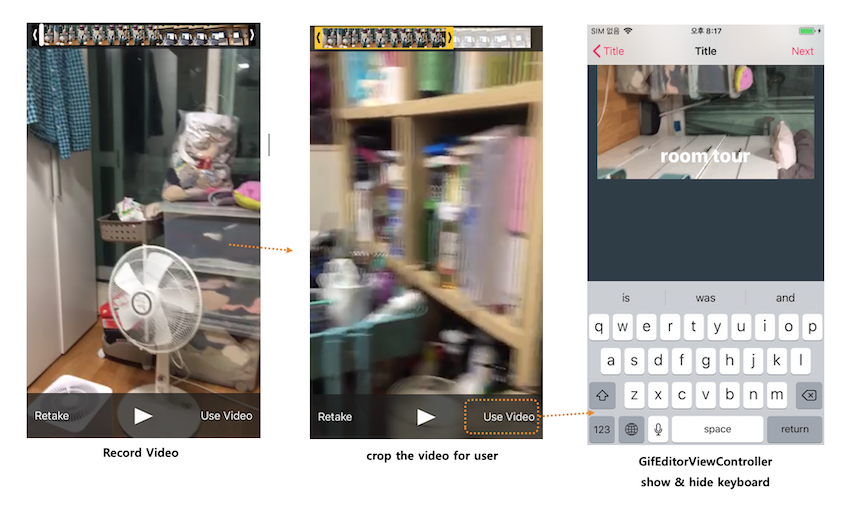 Retake
Use Video
Record Video
Retake
Use Video
crop the video for user
SIM 없음
오후 8:17
Title
Title
Next
room tour
is
was
and
q w e r t y u i o p
a s d f g h j k l
z x c v b n m
123
space
return
GifEditorViewController
show & hide keyboard